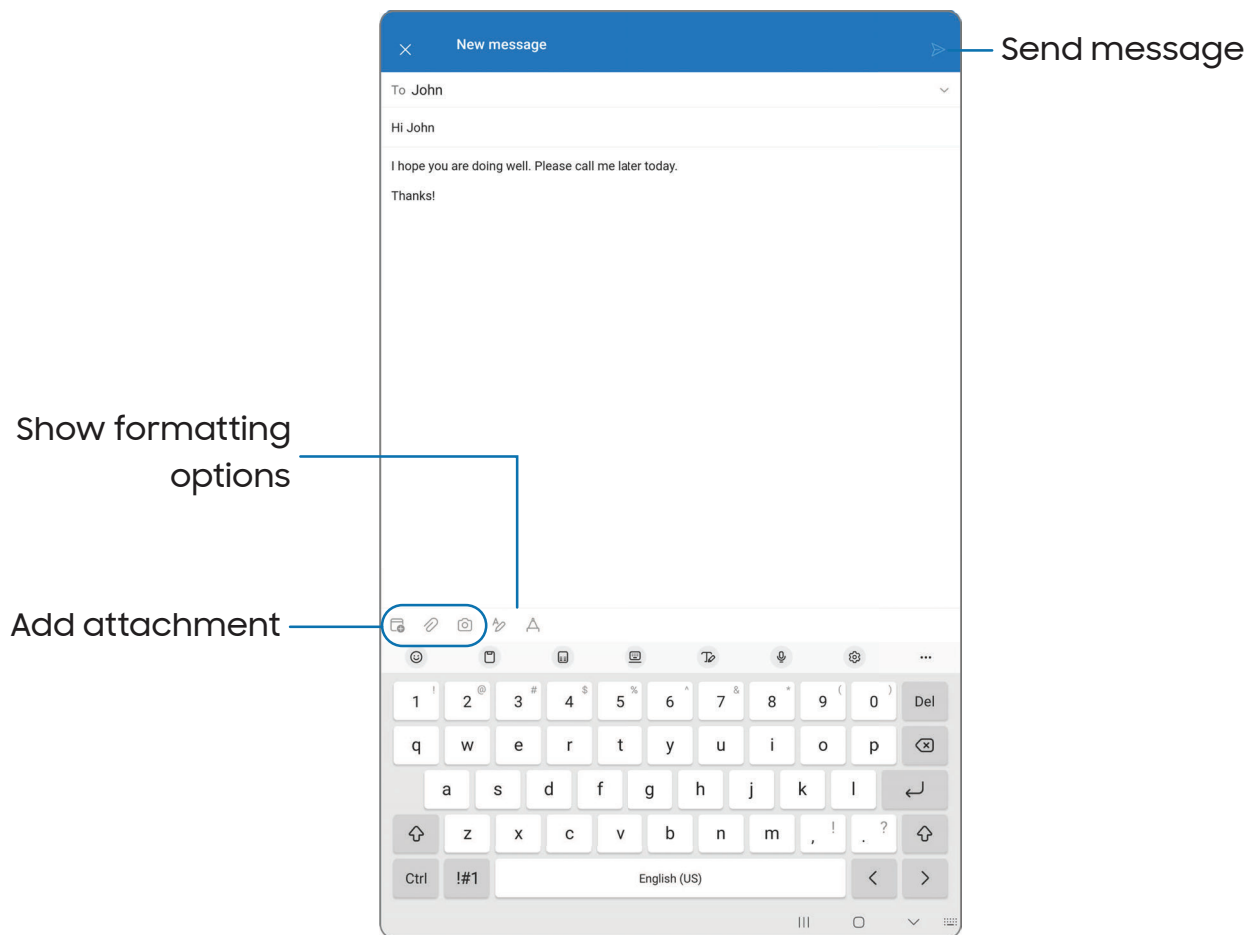 New message
Send message
To John
Hi John
I hope you are doing well. Please call me later today.
Thanks!
Show formatting
options
Add attachment
1 ! 2 @ 3 # 4 $ 5 % 6 ^ 7 & 8 * 9 ( 0 ) Del
q w e r t y u i o p
a s d f g h j k l
z x c v b n m , ! . ?
Ctrl !#1 English (US) < >